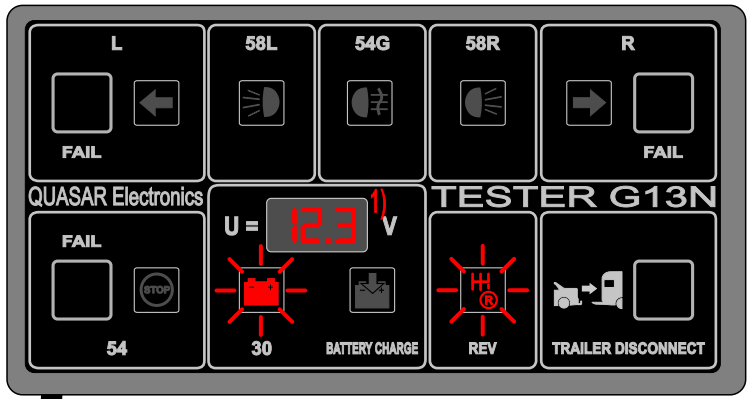 L
58L
54G
58R
R
FAIL
FAIL
QUASAR Electronics
TESTER G13N
FAIL
U = 12.3 1) V
STOP
R
54
30
BATTERY CHARGE
REV
TRAILER DISCONNECT